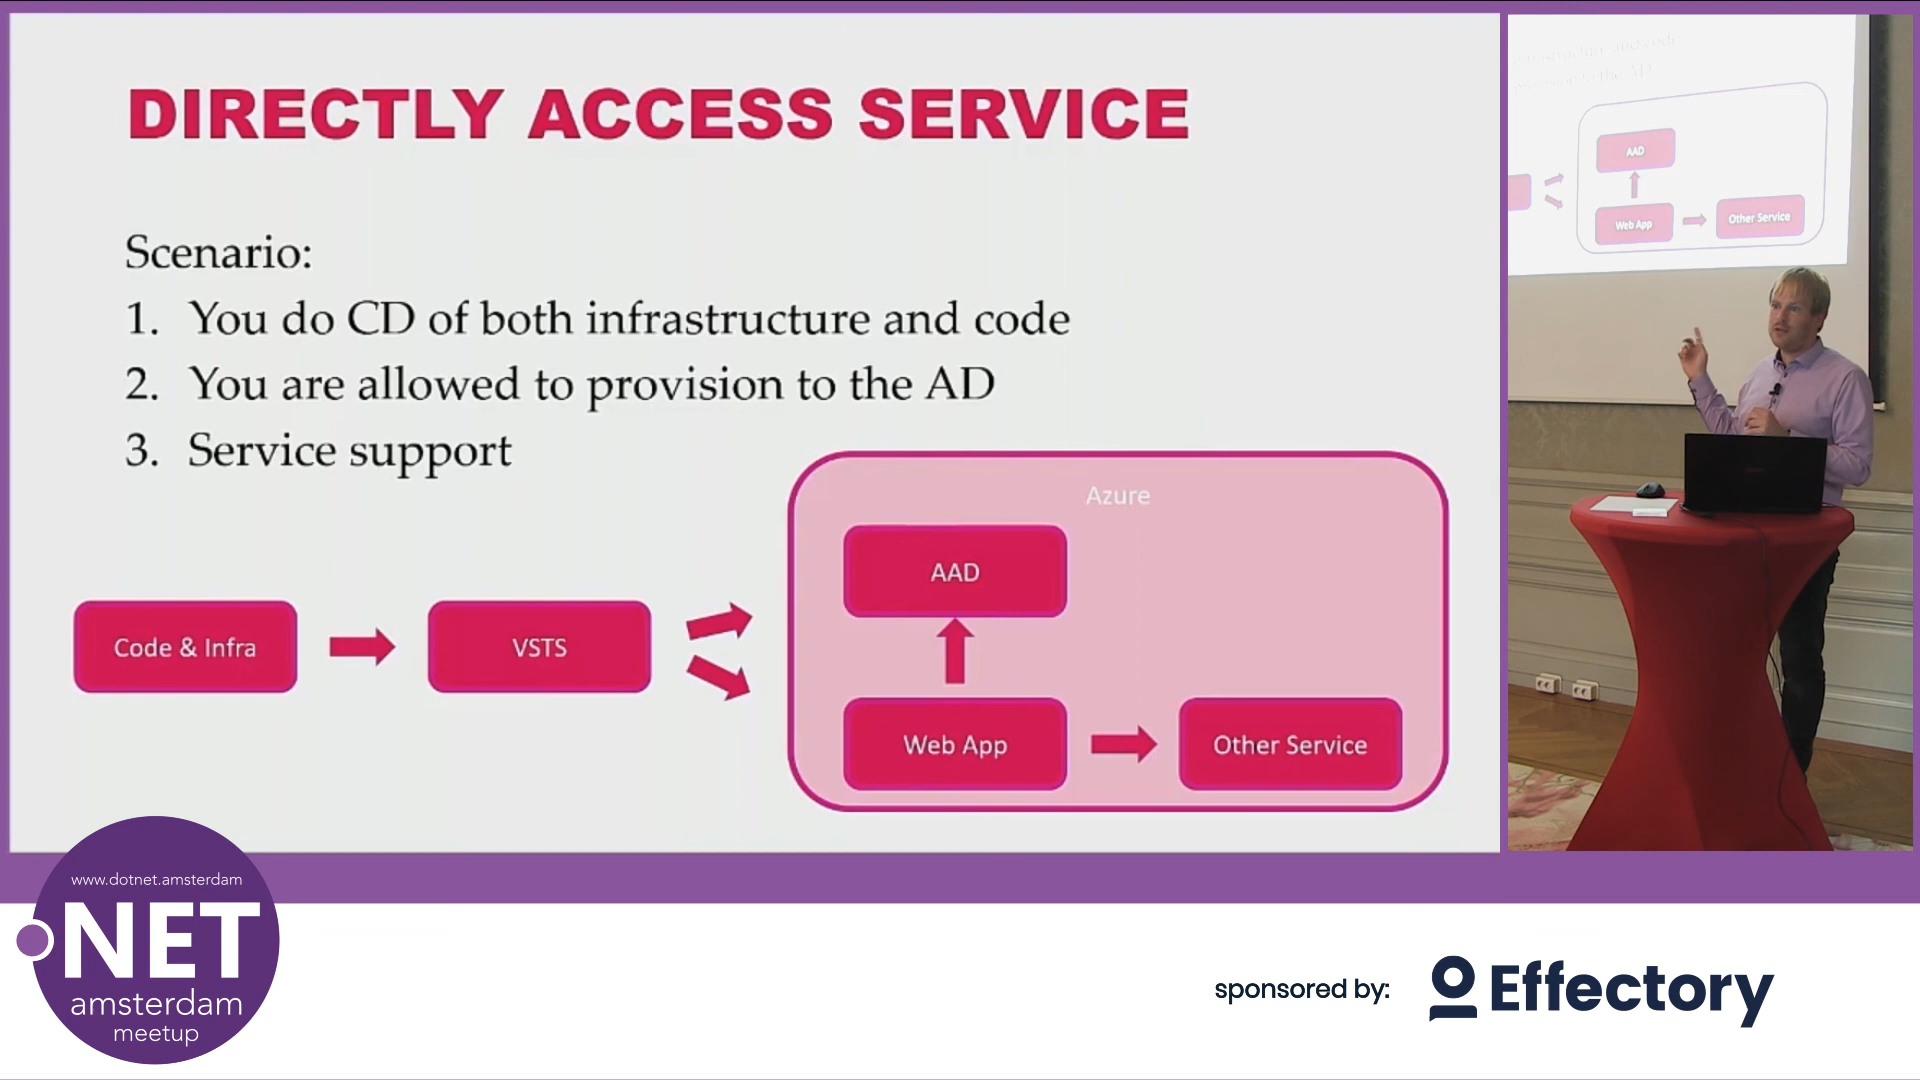 DIRECTLY ACCESS SERVICE
Scenario:
1. You do CD of both infrastructure and code
2. You are allowed to provision to the AD
3. Service support
Azure
AAD
Code & Infra
VSTS
Web App
Other Service
AAD
Web App
Other Service
www.dotnet.amsterdam
.NET
amsterdam
meetup
sponsored by:
Effectory